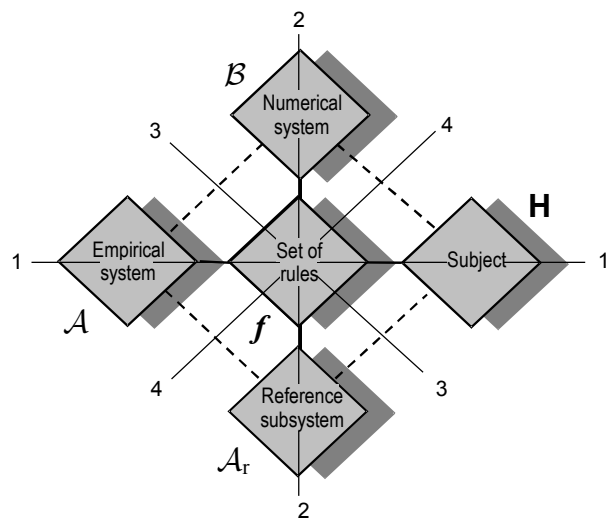 2
ℬ
Numerical
system
3
4
H
Empirical
system
Set of
rules
Subject
1
1
𝒜
f
4
3
Reference
subsystem
𝒜r
2